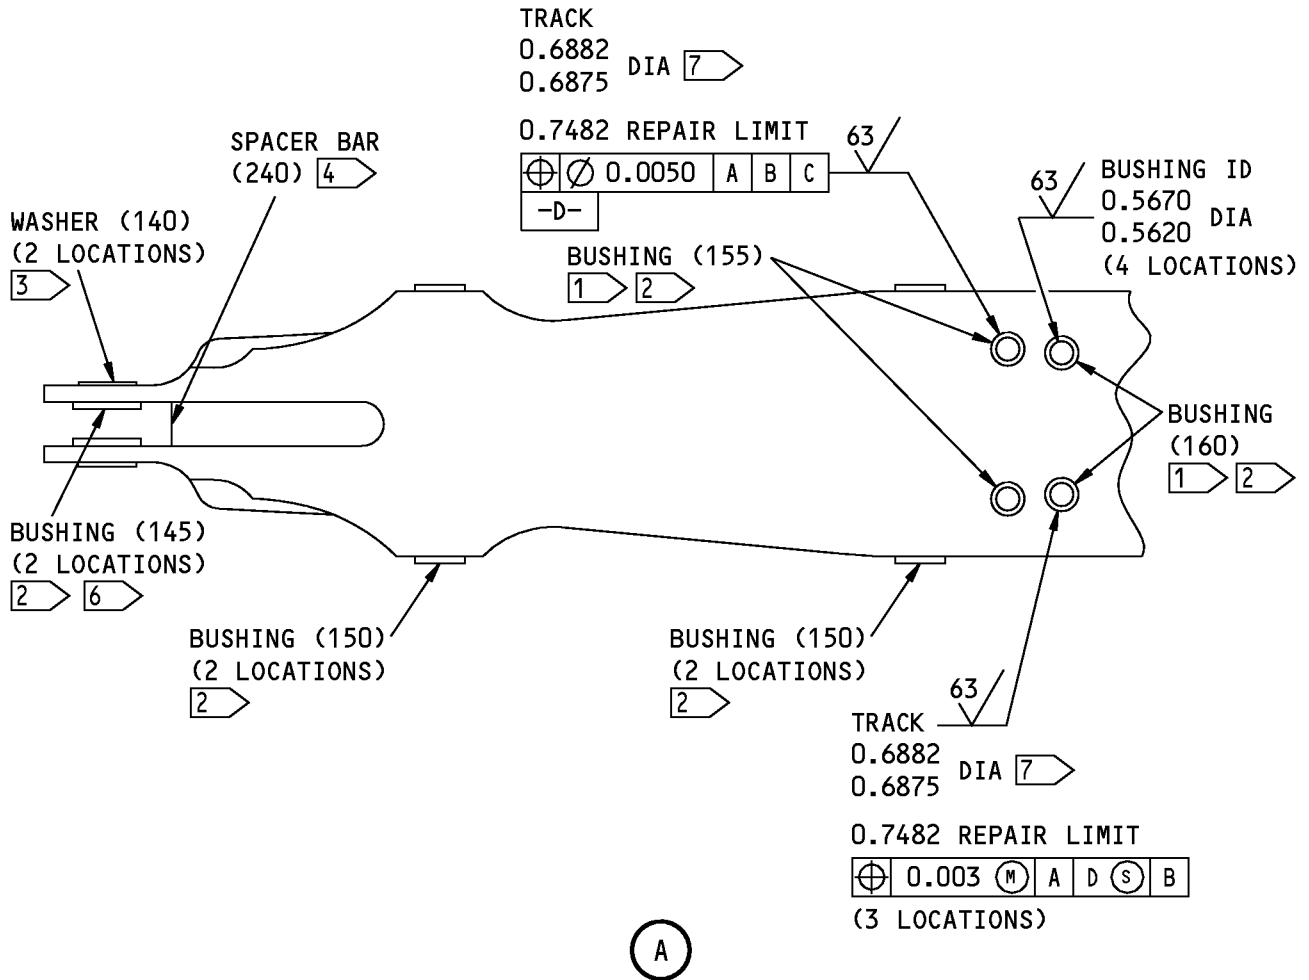 TRACK
0.6882
0.6875
DIA 7
0.7482 REPAIR LIMIT
⌖ ⌀ 0.0050 A B C
-D-
63
63
BUSHING ID
0.5670
0.5620
DIA
(4 LOCATIONS)
SPACER BAR
(240) 4
WASHER (140)
(2 LOCATIONS)
3
BUSHING (155)
1 2
BUSHING
(160)
1 2
BUSHING (145)
(2 LOCATIONS)
2 6
BUSHING (150)
(2 LOCATIONS)
2
BUSHING (150)
(2 LOCATIONS)
2
63
TRACK
0.6882
0.6875
DIA 7
0.7482 REPAIR LIMIT
⌖ 0.003 Ⓜ A D Ⓢ B
(3 LOCATIONS)
A